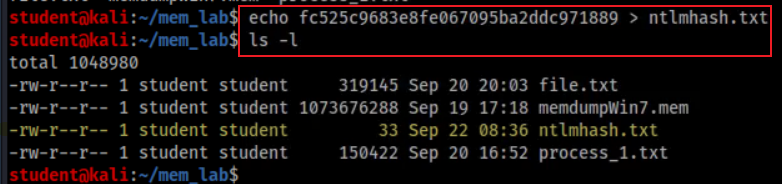 student@kali:~/mem_lab$ echo fc525c9683e8fe067095ba2ddc971889 > ntlmhash.txt
student@kali:~/mem_lab$ ls -l
total 1048980
-rw-r--r-- 1 student student     319145 Sep 20 20:03 file.txt
-rw-r--r-- 1 student student 1073676288 Sep 19 17:18 memdumpWin7.mem
-rw-r--r-- 1 student student         33 Sep 22 08:36 ntlmhash.txt
-rw-r--r-- 1 student student     150422 Sep 20 16:52 process_1.txt
student@kali:~/mem_lab$